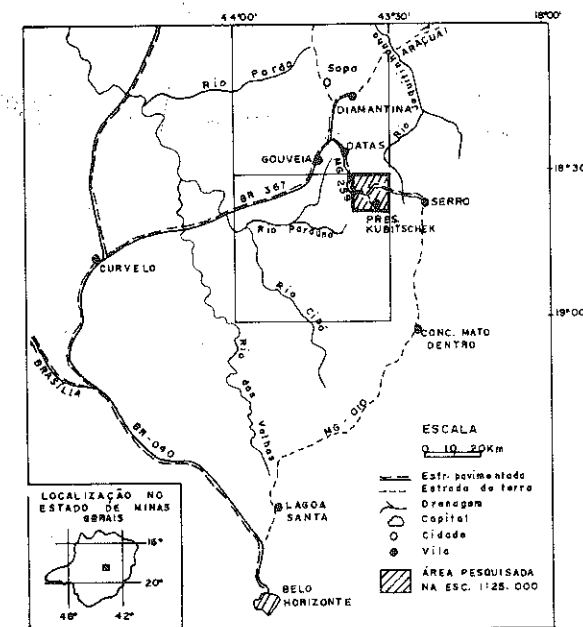 44°00'
43°30'
18°00'
ARAÇUAÍ
Rio Jequitinhonha
Sopa
Rio Pardo
DIAMANTINA
DATAS
GOUVEIA
18°30'
MG 259
BR 367
SERRO
PRES.
KUBITSCHEK
Rio Paraúna
CURVELO
Rio Cipó
19°00'
CONC. MATO
DENTRO
BRASÍLIA
Rio das Velhas
MG-010
BR-040
ESCALA
0 10 20Km
Estr. pavimentada
Estrada de terra
Drenagem
Capital
Cidade
Vila
ÁREA PESQUISADA
NA ESC. 1:25.000
LAGOA
SANTA
LOCALIZAÇÃO NO
ESTADO DE MINAS
GERAIS
16°
20°
48°
42°
BELO
HORIZONTE